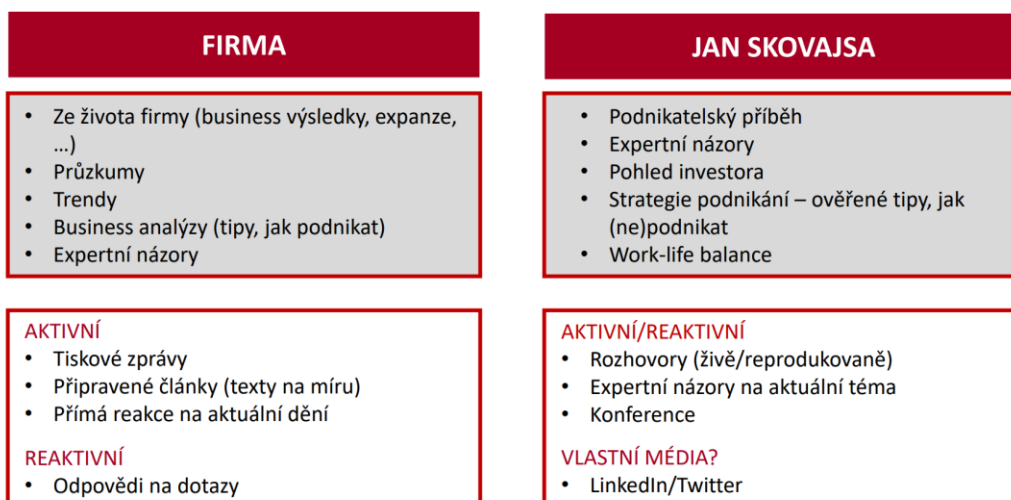 FIRMA
• Ze života firmy (business výsledky, expanze,
…)
• Průzkumy
• Trendy
• Business analýzy (tipy, jak podnikat)
• Expertní názory
AKTIVNÍ
• Tiskové zprávy
• Připravené články (texty na míru)
• Přímá reakce na aktuální dění
REAKTIVNÍ
• Odpovědi na dotazy
JAN SKOVAJSA
• Podnikatelský příběh
• Expertní názory
• Pohled investora
• Strategie podnikání – ověřené tipy, jak
(ne)podnikat
• Work-life balance
AKTIVNÍ/REAKTIVNÍ
• Rozhovory (živě/reprodukovaně)
• Expertní názory na aktuální téma
• Konference
VLASTNÍ MÉDIA?
• LinkedIn/Twitter